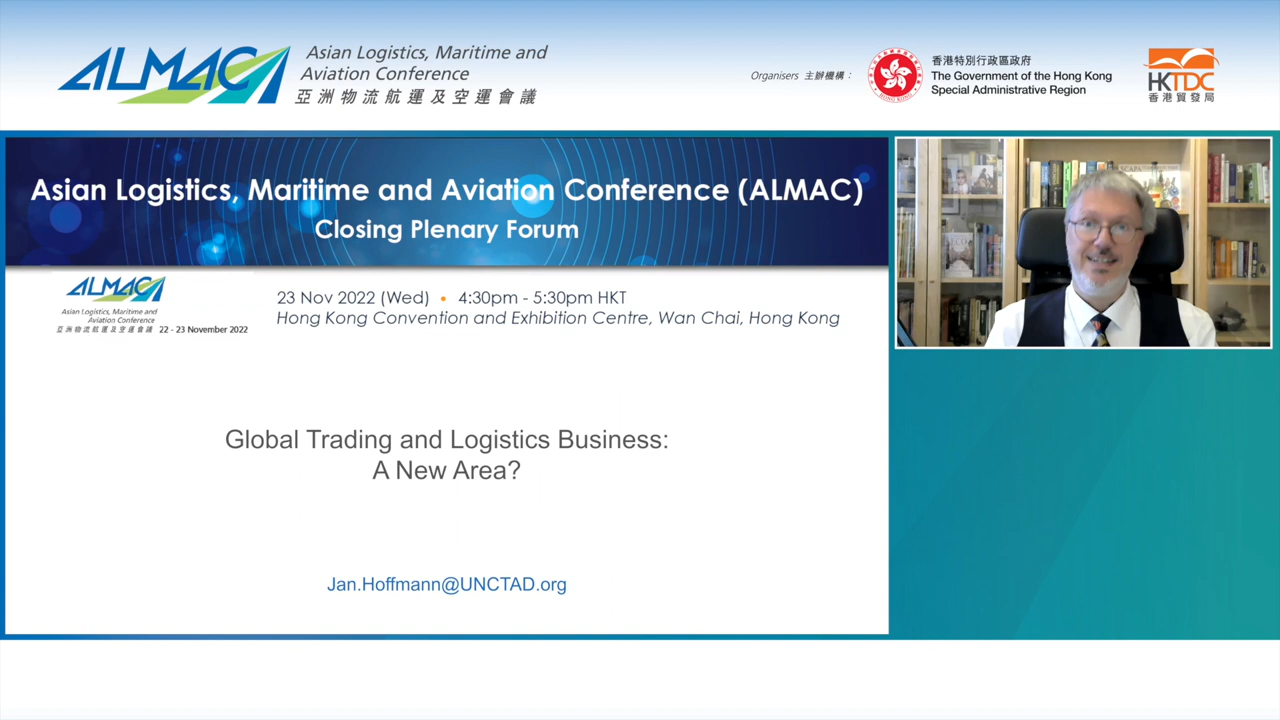 ALMAC
Asian Logistics, Maritime and
Aviation Conference
亞洲物流航運及空運會議
Organisers 主辦機構：
香港特別行政區政府
The Government of the Hong Kong
Special Administrative Region
HONG KONG
HKTDC
香港貿發局
Asian Logistics, Maritime and Aviation Conference (ALMAC)
Closing Plenary Forum
ALMAC
Asian Logistics, Maritime and
Aviation Conference
亞洲物流航運及空運會議 22 - 23 November 2022
23 Nov 2022 (Wed) • 4:30pm - 5:30pm HKT
Hong Kong Convention and Exhibition Centre, Wan Chai, Hong Kong
Global Trading and Logistics Business:
A New Area?
Jan.Hoffmann@UNCTAD.org